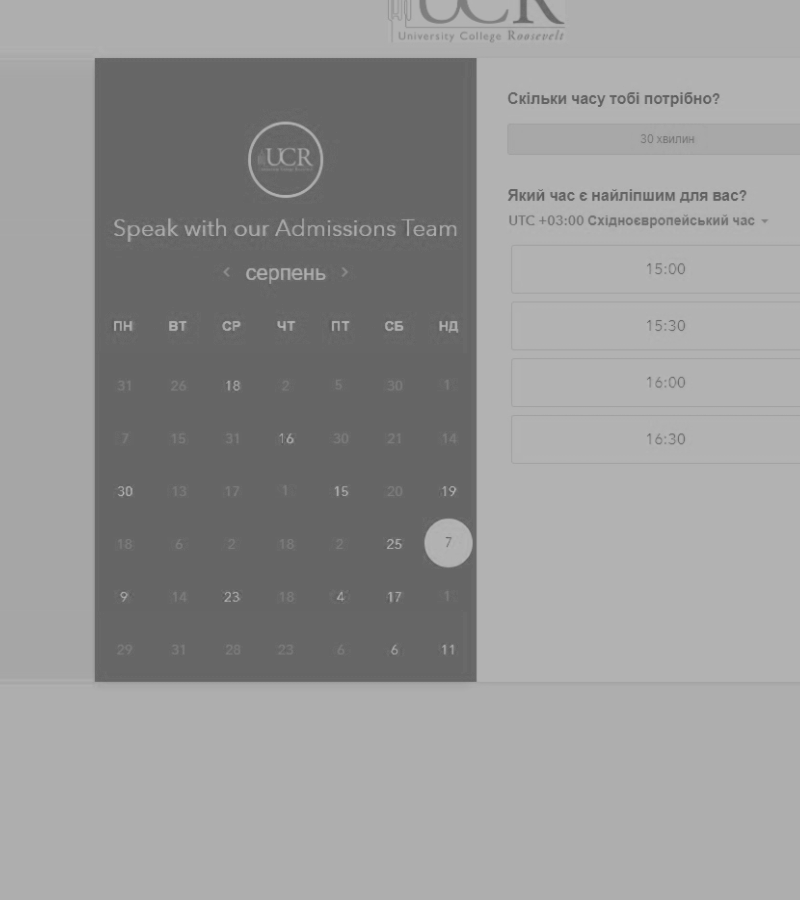 UCR
University College Roosevelt
UCR
Speak with our Admissions Team
серпень
ПН ВТ СР ЧТ ПТ СБ НД
31 26 18 2 5 30 1
7 15 31 16 30 21 14
30 13 17 1 15 20 19
18 6 2 18 2 25 7
9 14 23 18 4 17 1
29 31 28 23 6 6 11
Скільки часу тобі потрібно?
30 хвилин
Який час є найліпшим для вас?
UTC +03:00 Східноєвропейський час
15:00
15:30
16:00
16:30